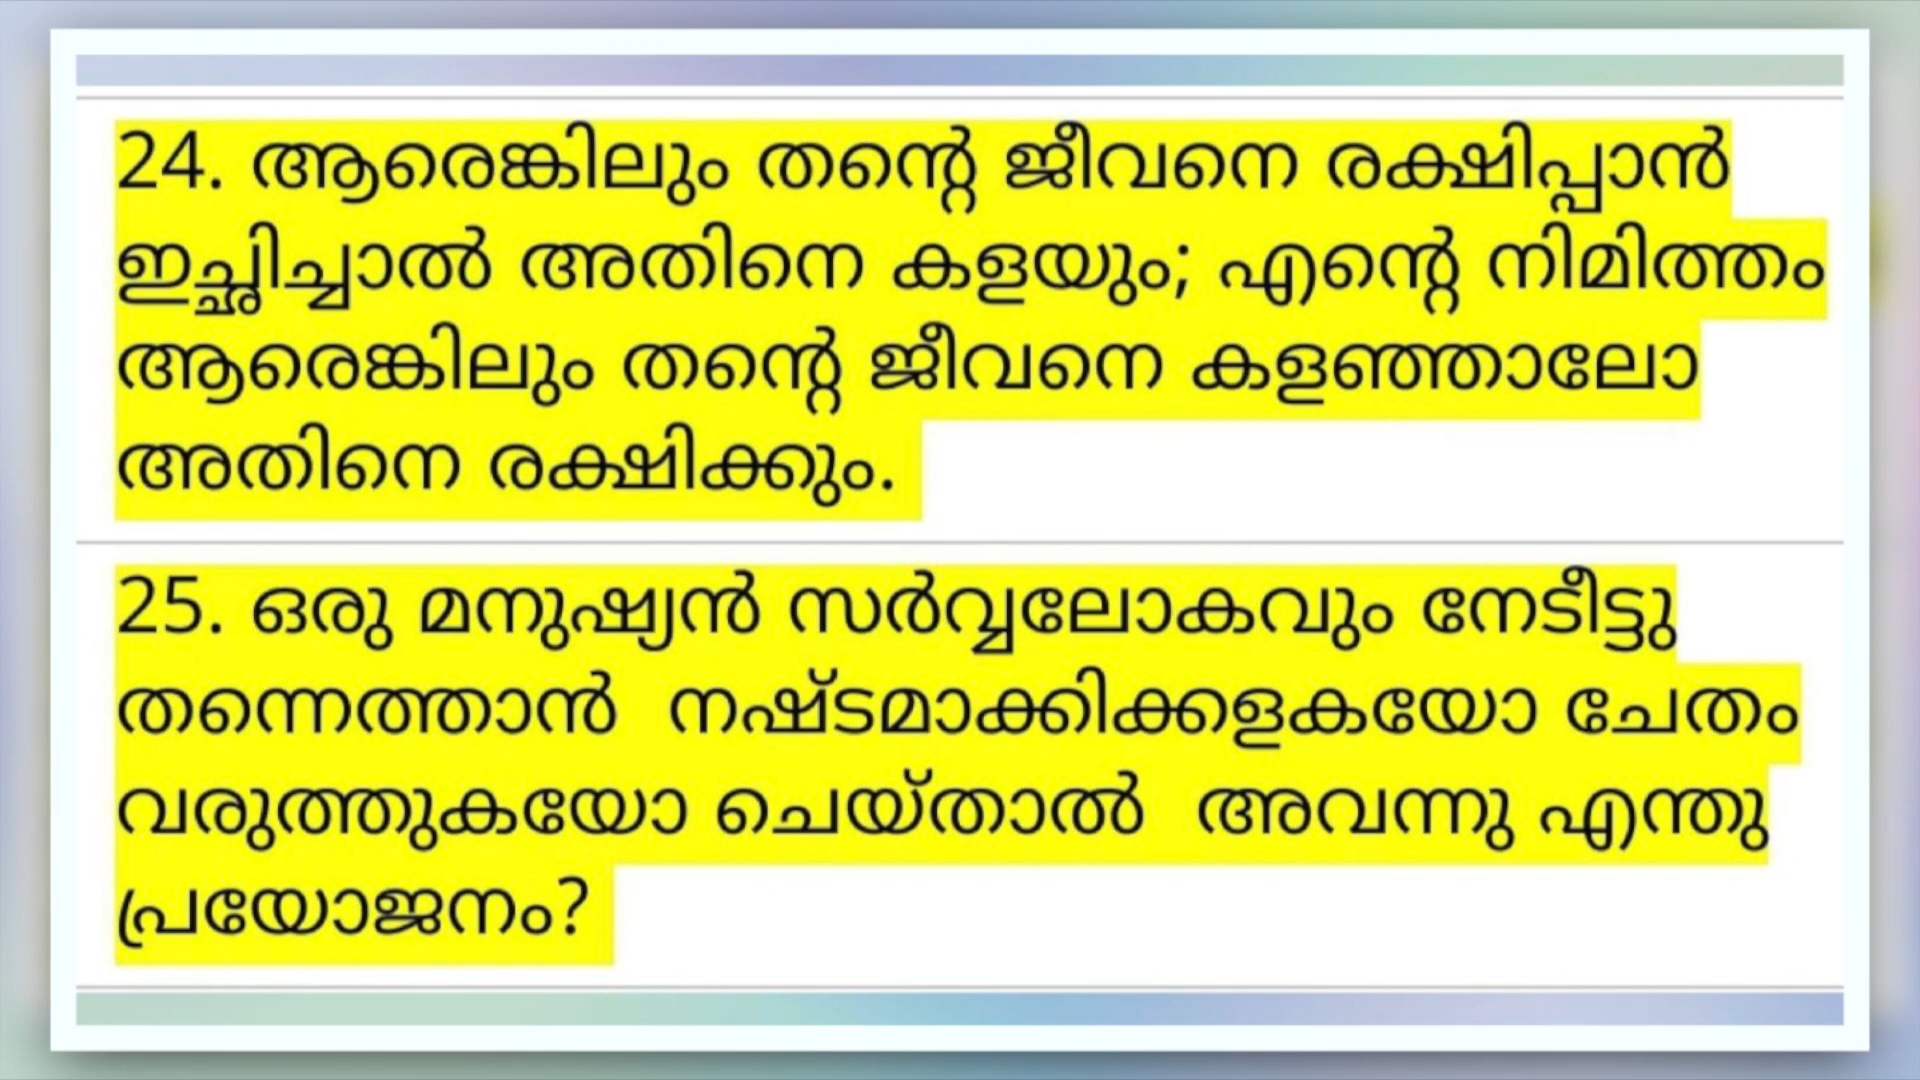 24. ആരെങ്കിലും തന്റെ ജീവനെ രക്ഷിപ്പാൻ
ഇച്ഛിച്ചാൽ അതിനെ കളയും; എന്റെ നിമിത്തം
ആരെങ്കിലും തന്റെ ജീവനെ കളഞ്ഞാലോ
അതിനെ രക്ഷിക്കും.
25. ഒരു മനുഷ്യൻ സർവ്വലോകവും നേടീട്ടു
തന്നെത്താൻ നഷ്ടമാക്കിക്കളകയോ ചേതം
വരുത്തുകയോ ചെയ്താൽ അവന്നു എന്തു
പ്രയോജനം?